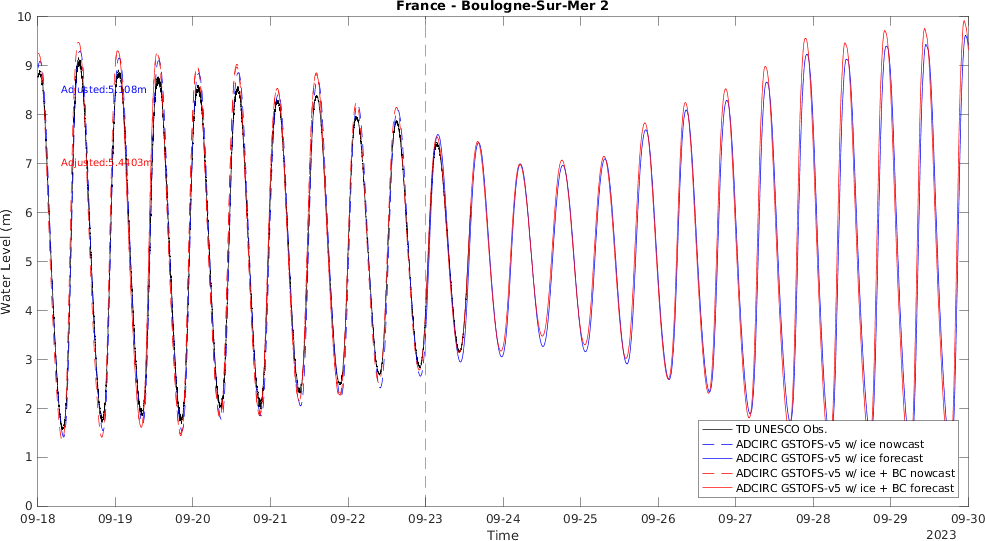 France - Boulogne-Sur-Mer 2
10
9
8
7
6
5
4
3
2
1
0
Water Level (m)
Adjusted:5.108m
Adjusted:5.4403m
TD UNESCO Obs.
ADCIRC GSTOFS-v5 w/ ice nowcast
ADCIRC GSTOFS-v5 w/ ice forecast
ADCIRC GSTOFS-v5 w/ ice + BC nowcast
ADCIRC GSTOFS-v5 w/ ice + BC forecast
09-18 09-19 09-20 09-21 09-22 09-23 09-24 09-25 09-26 09-27 09-28 09-29 09-30
Time
2023